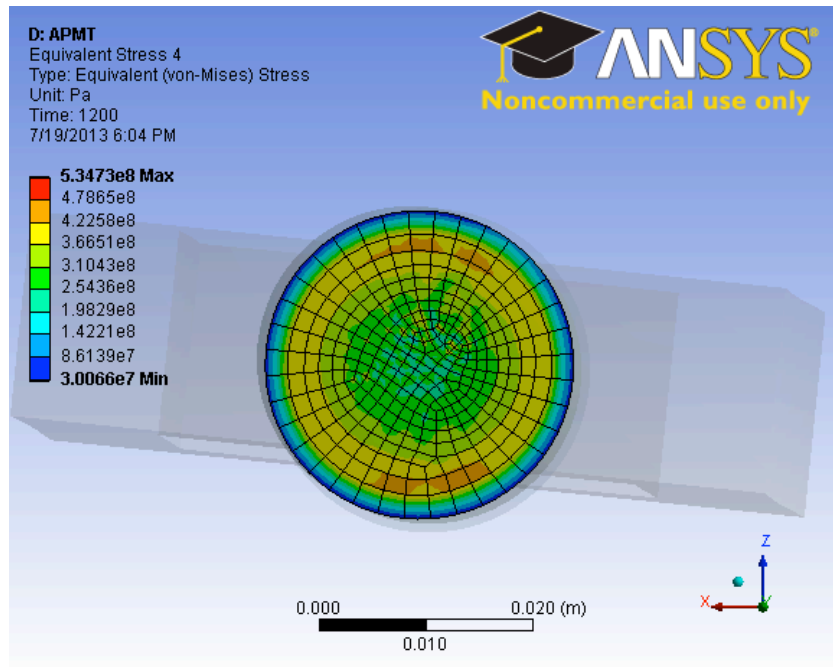 D: APMT
Equivalent Stress 4
Type: Equivalent (von-Mises) Stress
Unit: Pa
Time: 1200
7/19/2013 6:04 PM
ANSYS®
Noncommercial use only
5.3473e8 Max
4.7865e8
4.2258e8
3.6651e8
3.1043e8
2.5436e8
1.9829e8
1.4221e8
8.6139e7
3.0066e7 Min
Z
X
Y
0.000 0.020 (m)
0.010